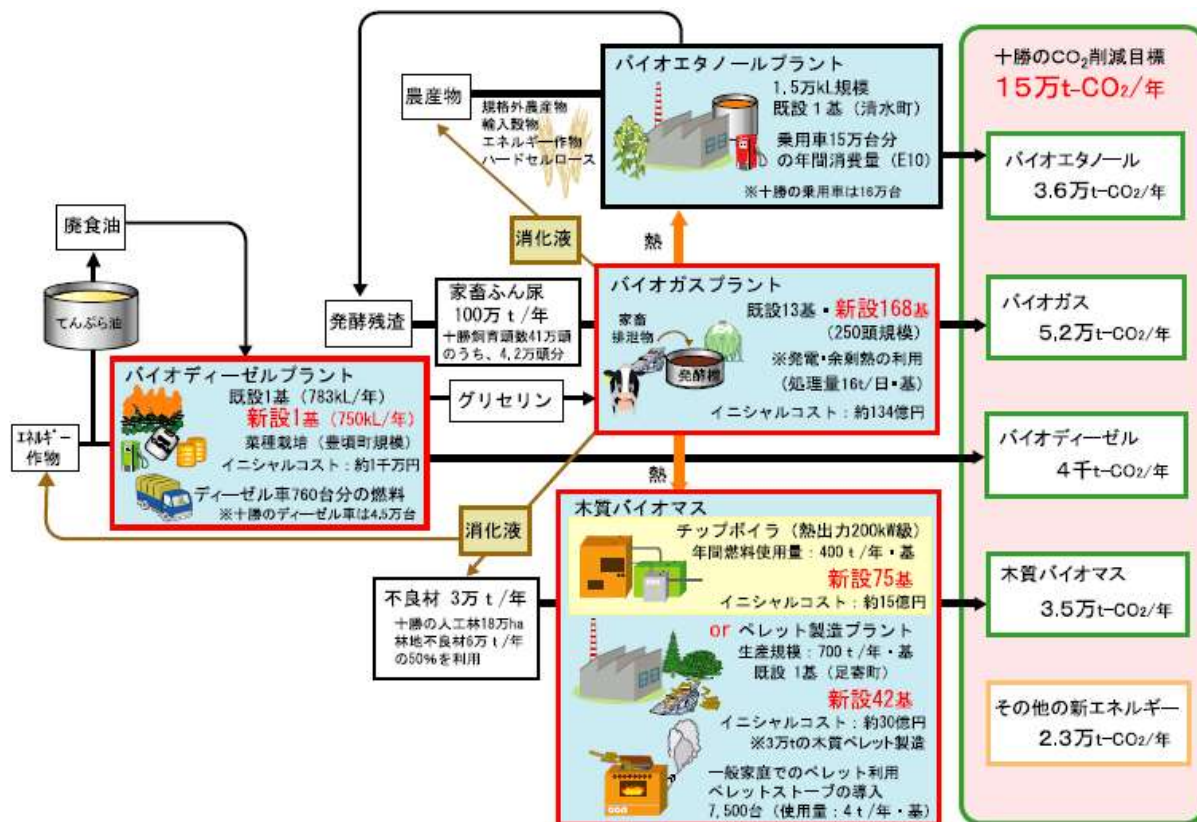 バイオエタノールプラント
1.5万kL規模
既設1基（清水町）
乗用車15万台分
の年間消費量（E10）
※十勝の乗用車は16万台
農産物
規格外農産物
輸入穀物
エネルギー作物
ハードセルロース
消化液
熱
廃食油
てんぷら油
発酵残渣
家畜ふん尿
100万t/年
十勝飼育頭数41万頭
のうち、4.2万頭分
バイオガスプラント
既設13基・新設168基
（250頭規模）
家畜
排泄物
発酵槽
※発電・余剰熱の利用
（処理量16t/日・基）
イニシャルコスト：約134億円
グリセリン
バイオディーゼルプラント
既設1基（783kL/年）
新設1基（750kL/年）
菜種栽培（豊頃町規模）
イニシャルコスト：約1千万円
ディーゼル車760台分の燃料
※十勝のディーゼル車は4.5万台
エネルギー
作物
消化液
熱
不良材 3万t/年
十勝の人工林18万ha
林地不良材6万t/年
の50%を利用
木質バイオマス
チップボイラ（熱出力200kW級）
年間燃料使用量：400t/年・基
新設75基
イニシャルコスト：約15億円
or ペレット製造プラント
生産規模：700t/年・基
既設 1基（足寄町）
新設42基
イニシャルコスト：約30億円
※3万tの木質ペレット製造
一般家庭でのペレット利用
ペレットストーブの導入
7,500台（使用量：4t/年・基）
十勝のCO₂削減目標
15万t-CO₂/年
バイオエタノール
3.6万t-CO₂/年
バイオガス
5.2万t-CO₂/年
バイオディーゼル
4千t-CO₂/年
木質バイオマス
3.5万t-CO₂/年
その他の新エネルギー
2.3万t-CO₂/年